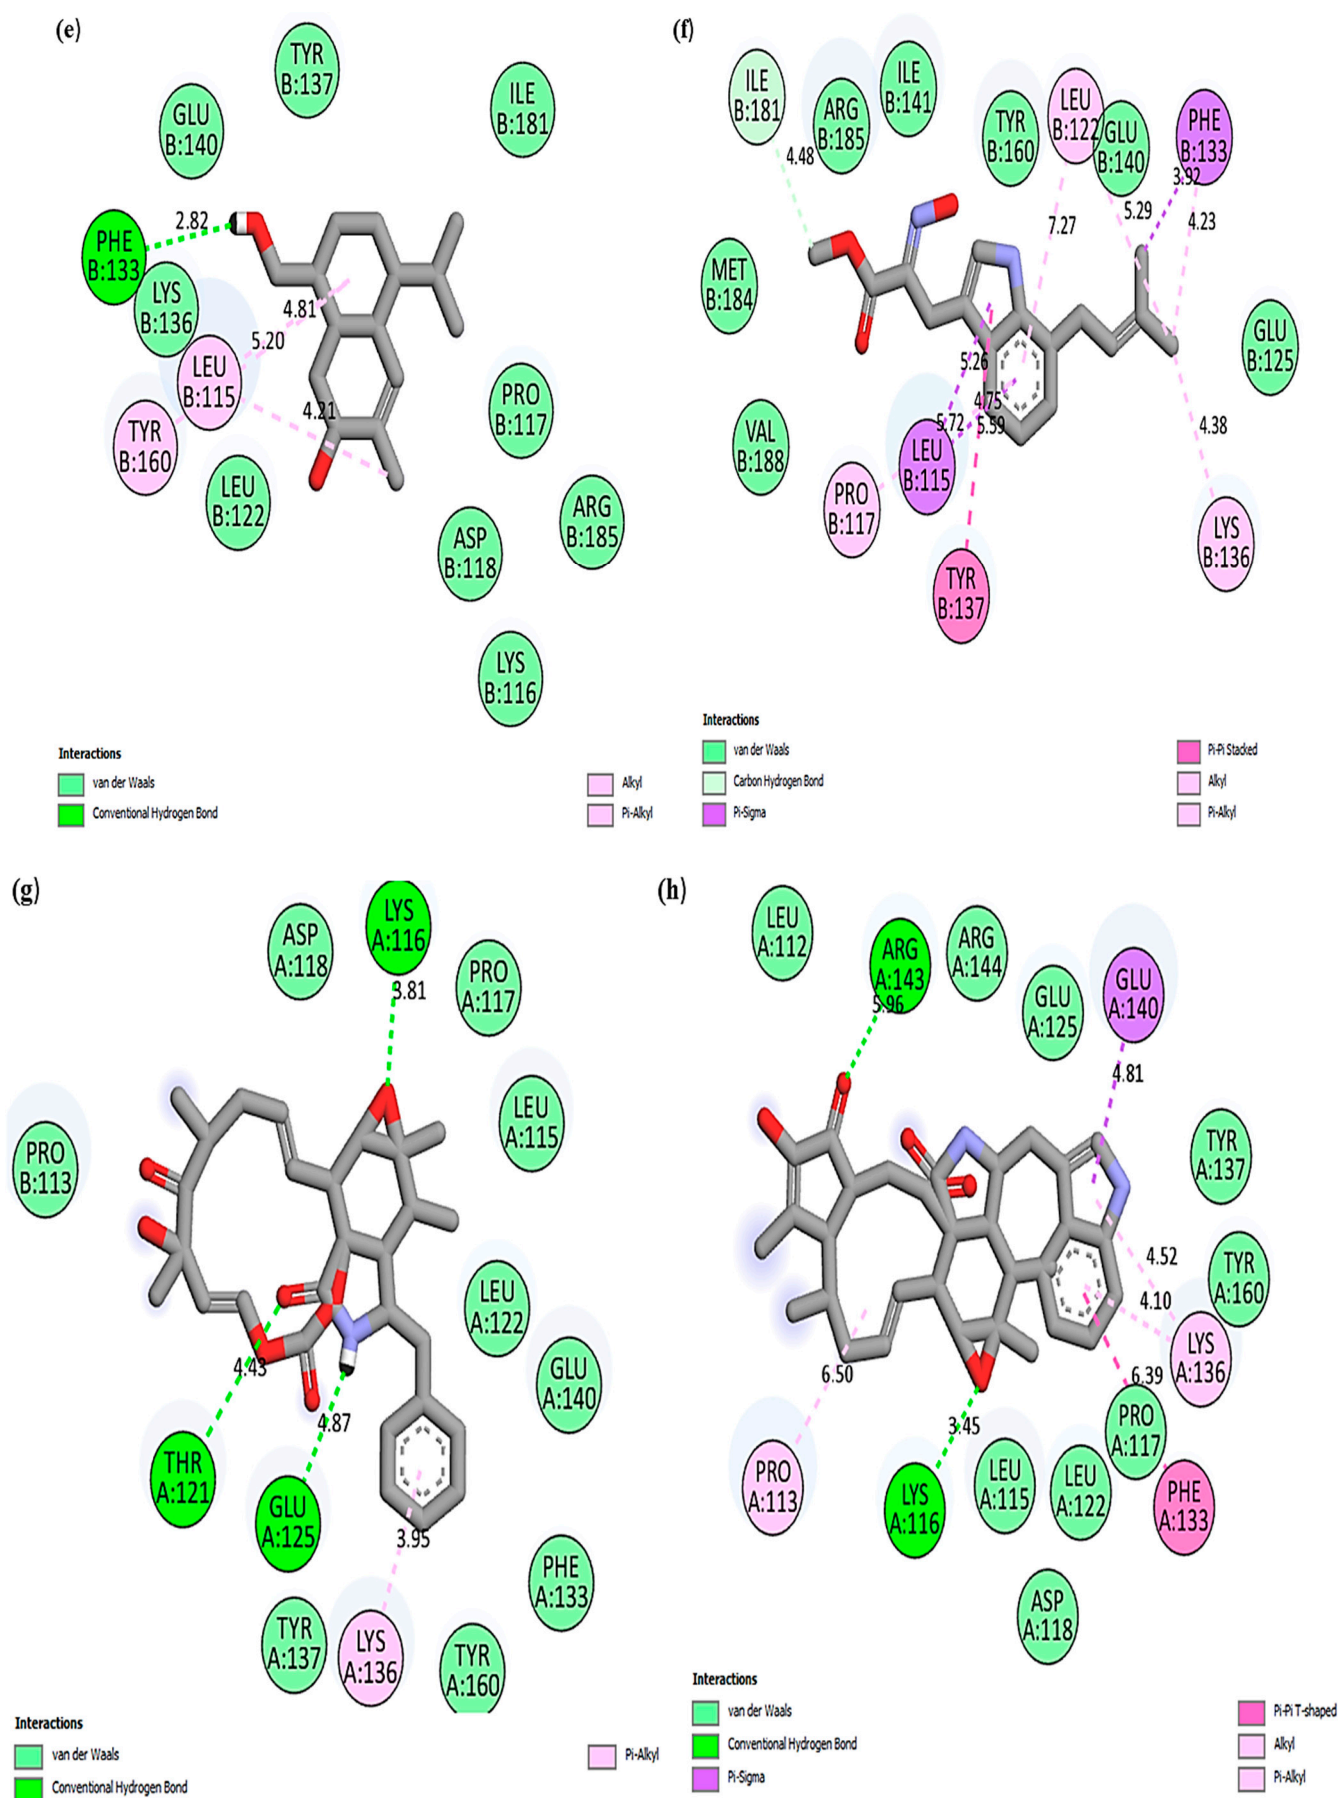 (e)
TYR
B:137
ILE
B:181
GLU
B:140
2.82
PHE
B:133
LYS
B:136
4.81
5.20
LEU
B:115
4.21
PRO
B:117
TYR
B:160
LEU
B:122
ARG
B:185
ASP
B:118
LYS
B:116
Interactions
van der Waals
Conventional Hydrogen Bond
Alkyl
Pi-Alkyl
(f)
ILE
B:181
ARG
B:185
ILE
B:141
TYR
B:160
LEU
B:122
GLU
B:140
PHE
B:133
4.48
3.92
5.29
4.23
7.27
MET
B:184
GLU
B:125
5.26
4.75
5.72
5.59
4.38
VAL
B:188
LEU
B:115
PRO
B:117
LYS
B:136
TYR
B:137
Interactions
van der Waals
Carbon Hydrogen Bond
Pi-Sigma
Pi-Pi Stacked
Alkyl
Pi-Alkyl
(g)
LYS
A:116
ASP
A:118
PRO
A:117
3.81
LEU
A:115
PRO
B:113
LEU
A:122
GLU
A:140
4.43
4.87
THR
A:121
GLU
A:125
3.95
PHE
A:133
TYR
A:137
LYS
A:136
TYR
A:160
Interactions
van der Waals
Conventional Hydrogen Bond
Pi-Alkyl
(h)
LEU
A:112
ARG
A:143
ARG
A:144
GLU
A:125
GLU
A:140
5.96
4.81
TYR
A:137
4.52
TYR
A:160
4.10
LYS
A:136
6.50
6.39
3.45
PRO
A:117
PRO
A:113
LYS
A:116
LEU
A:115
LEU
A:122
PHE
A:133
ASP
A:118
Interactions
van der Waals
Conventional Hydrogen Bond
Pi-Sigma
Pi-Pi T-shaped
Alkyl
Pi-Alkyl